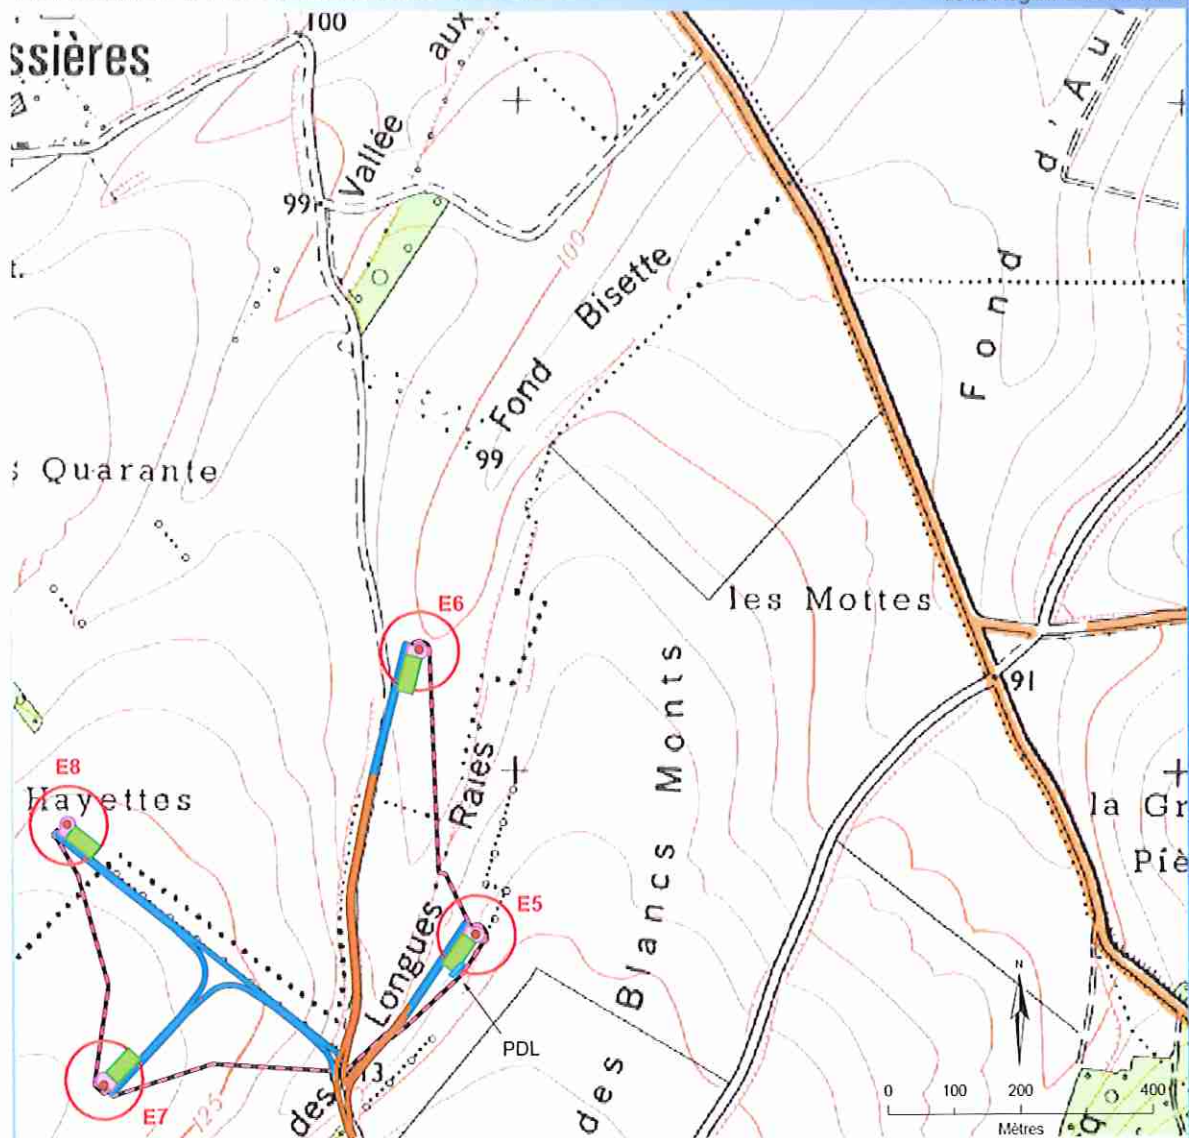 100
ssières
Vallée aux
d'Au
99
100
Fond Bisette
Fond
Quarante
99
les Mottes
E6
91
E8
Hayettes
Raies
la Gr
Piè
E5
Longues
des Blancs Monts
PDL
13
des
E7
125
N
0 100 200 400
Mètres